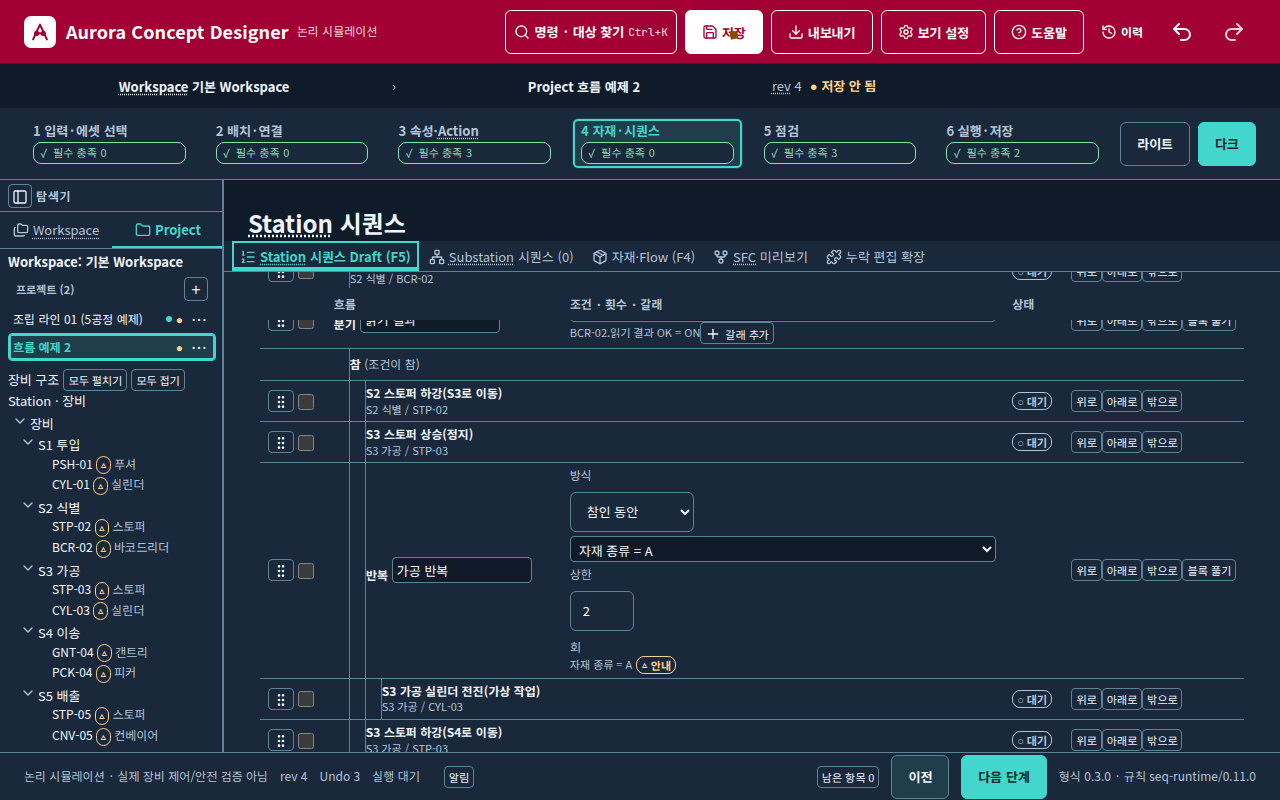 Aurora Concept Designer 논리 시뮬레이션
명령 · 대상 찾기 Ctrl+K
내보내기
보기 설정
도움말
이력
Workspace 기본 Workspace
›
Project 흐름 예제 2
rev 4 ● 저장 안 됨
1 입력·에셋 선택
✓ 필수 충족 0
2 배치·연결
✓ 필수 충족 0
3 속성·Action
✓ 필수 충족 3
4 자재·시퀀스
✓ 필수 충족 0
5 점검
✓ 필수 충족 3
6 실행·저장
✓ 필수 충족 2
라이트
다크
탐색기
Workspace
Project
Workspace: 기본 Workspace
프로젝트 (2)
+
조립 라인 01 (5공정 예제) ● ● ···
흐름 예제 2 ● ···
장비 구조 모두 펼치기 모두 접기
Station · 장비
장비
S1 투입
PSH-01 푸셔
CYL-01 실린더
S2 식별
STP-02 스토퍼
BCR-02 바코드리더
S3 가공
STP-03 스토퍼
CYL-03 실린더
S4 이송
GNT-04 갠트리
PCK-04 피커
S5 배출
STP-05 스토퍼
CNV-05 컨베이어
Station 시퀀스
Station 시퀀스 Draft (F5)
Substation 시퀀스 (0)
자재·Flow (F4)
SFC 미리보기
누락 편집 확장
S2 식별 / BCR-02 ○ 대기 위로 아래로 밖으로
흐름 조건 · 횟수 · 갈래 상태
분기 읽기 결과
BCR-02.읽기 결과 OK = ON + 갈래 추가
위로 아래로 밖으로 블록 풀기
참 (조건이 참)
S2 스토퍼 하강(S3로 이동)
S2 식별 / STP-02
○ 대기 위로 아래로 밖으로
S3 스토퍼 상승(정지)
S3 가공 / STP-03
○ 대기 위로 아래로 밖으로
반복 가공 반복
방식
참인 동안
자재 종류 = A
상한
2
회
자재 종류 = A 안내
위로 아래로 밖으로 블록 풀기
S3 가공 실린더 전진(가상 작업)
S3 가공 / CYL-03
○ 대기 위로 아래로 밖으로
S3 스토퍼 하강(S4로 이동)
S3 가공 / STP-03
○ 대기 위로 아래로 밖으로
논리 시뮬레이션 · 실제 장비 제어/안전 검증 아님 rev 4 Undo 3 실행 대기 알림
남은 항목 0
이전
다음 단계
형식 0.3.0 · 규칙 seq-runtime/0.11.0